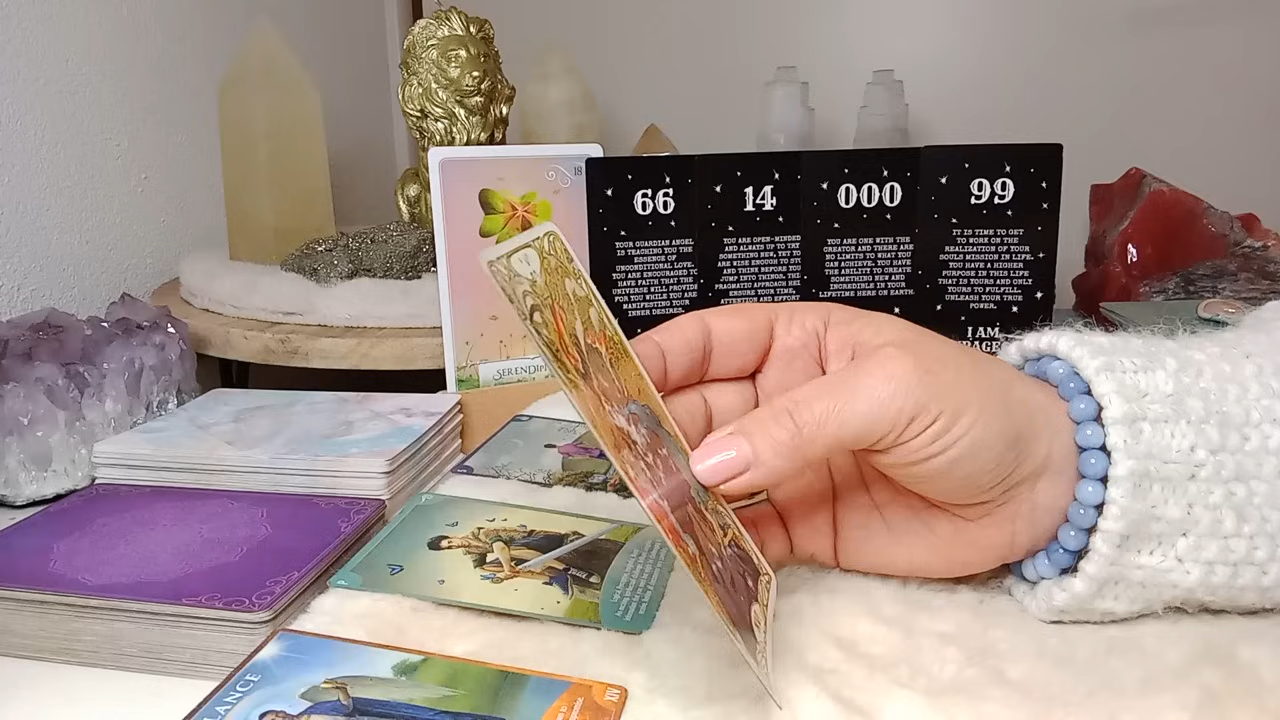 18
SERENDIPI
66
YOUR GUARDIAN ANGEL
IS TEACHING YOU THE
ESSENCE OF
UNCONDITIONAL LOVE.
YOU ARE ENCOURAGED TO
HAVE FAITH THAT THE
UNIVERSE WILL PROVIDE
FOR YOU WHILE YOU ARE
MANIFESTING YOUR
INNER DESIRES.
14
YOU ARE OPEN-MINDED
AND ALWAYS UP TO TRY
SOMETHING NEW, YET YO
ARE WISE ENOUGH TO STO
AND THINK BEFORE YOU
JUMP INTO THINGS. THIS
PRAGMATIC APPROACH
ENSURE YOUR TIME,
ATTENTION AND EFFORT
000
YOU ARE ONE WITH THE
CREATOR AND THERE ARE
NO LIMITS TO WHAT YOU
CAN ACHIEVE. YOU HAVE
THE ABILITY TO CREATE
SOMETHING NEW AND
INCREDIBLE IN YOUR
LIFETIME HERE ON EARTH.
99
IT IS TIME TO GET
TO WORK ON THE
REALIZATION OF YOUR
SOULS MISSION IN LIFE.
YOU HAVE A HIGHER
PURPOSE IN THIS LIFE
THAT IS YOURS AND ONLY
YOURS TO FULFILL.
UNLEASH YOUR TRUE
POWER.
I AM
LANCE
XIV